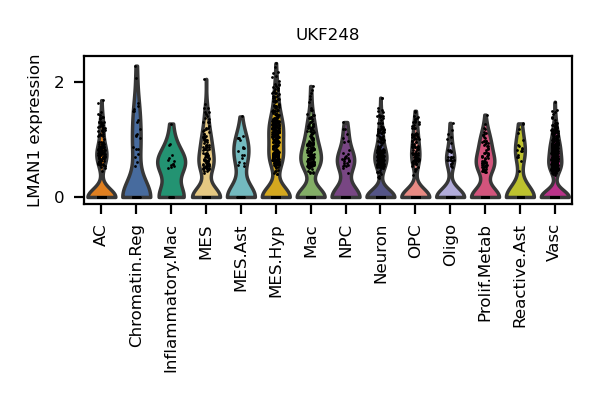 UKF248
LMAN1 expression
2
0
AC
Chromatin.Reg
Inflammatory.Mac
MES
MES.Ast
MES.Hyp
Mac
NPC
Neuron
OPC
Oligo
Prolif.Metab
Reactive.Ast
Vasc